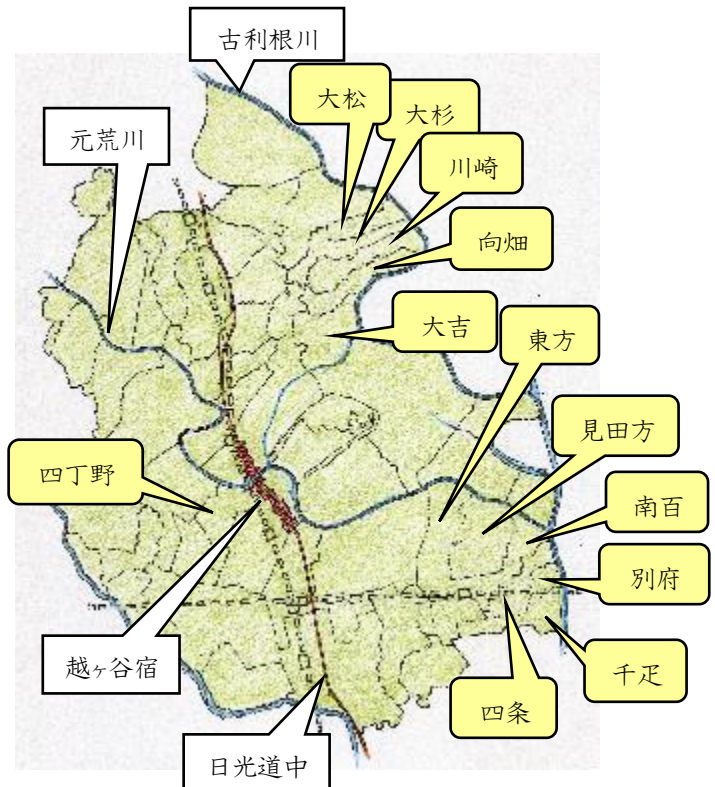 古利根川
大松
大杉
元荒川
川崎
向畑
大吉
東方
見田方
四丁野
南百
別府
越ヶ谷宿
千疋
四条
日光道中